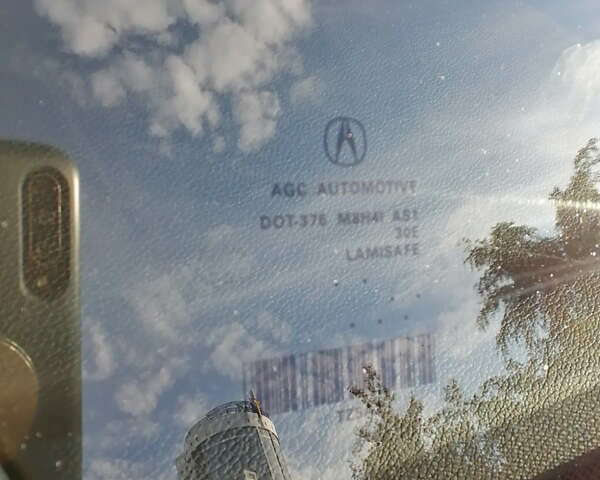 AGC AUTOMOTIVE
DOT-376 M8H4I AS1
30E
LAMISAFE